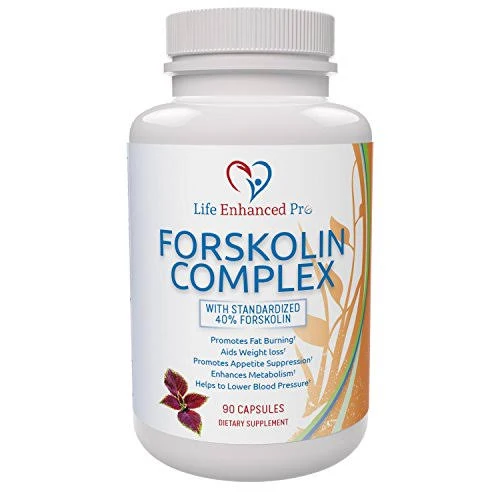 Life Enhanced Pro
FORSKOLIN
COMPLEX
WITH STANDARDIZED
40% FORSKOLIN
Promotes Fat Burning†
Aids Weight loss†
Promotes Appetite Suppression†
Enhances Metabolism†
Helps to Lower Blood Pressure†
90 CAPSULES
DIETARY SUPPLEMENT